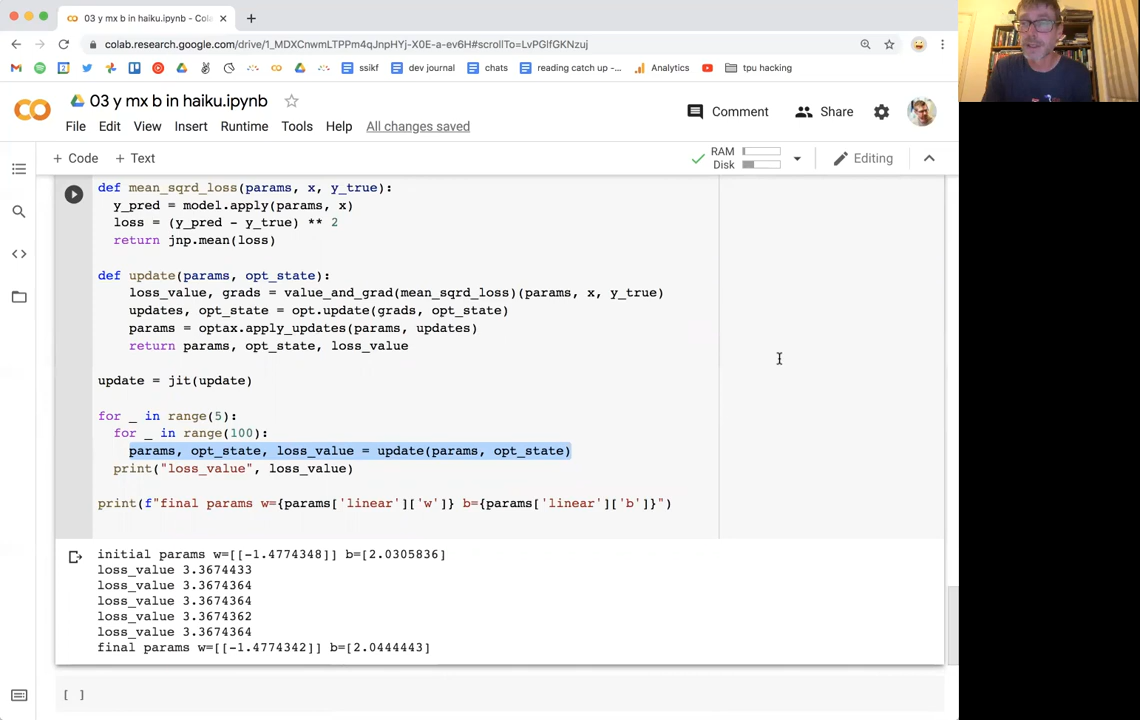 03 y mx b in haiku.ipynb - Cola
colab.research.google.com/drive/1_MDXCnwmLTPPm4qJnpHYj-X0E-a-ev6H#scrollTo=LvPGlfGKNzuj
ssikf
dev journal
chats
reading catch up -...
Analytics
tpu hacking
03 y mx b in haiku.ipynb
Comment
Share
File Edit View Insert Runtime Tools Help All changes saved
+ Code + Text
RAM
Disk
Editing
def mean_sqrd_loss(params, x, y_true):
y_pred = model.apply(params, x)
loss = (y_pred - y_true) ** 2
return jnp.mean(loss)
def update(params, opt_state):
loss_value, grads = value_and_grad(mean_sqrd_loss)(params, x, y_true)
updates, opt_state = opt.update(grads, opt_state)
params = optax.apply_updates(params, updates)
return params, opt_state, loss_value
update = jit(update)
for _ in range(5):
for _ in range(100):
params, opt_state, loss_value = update(params, opt_state)
print("loss_value", loss_value)
print(f"final params w={params['linear']['w']} b={params['linear']['b']}")
initial params w=[[-1.4774348]] b=[2.0305836]
loss_value 3.3674433
loss_value 3.3674364
loss_value 3.3674364
loss_value 3.3674362
loss_value 3.3674364
final params w=[[-1.4774342]] b=[2.0444443]
[ ]